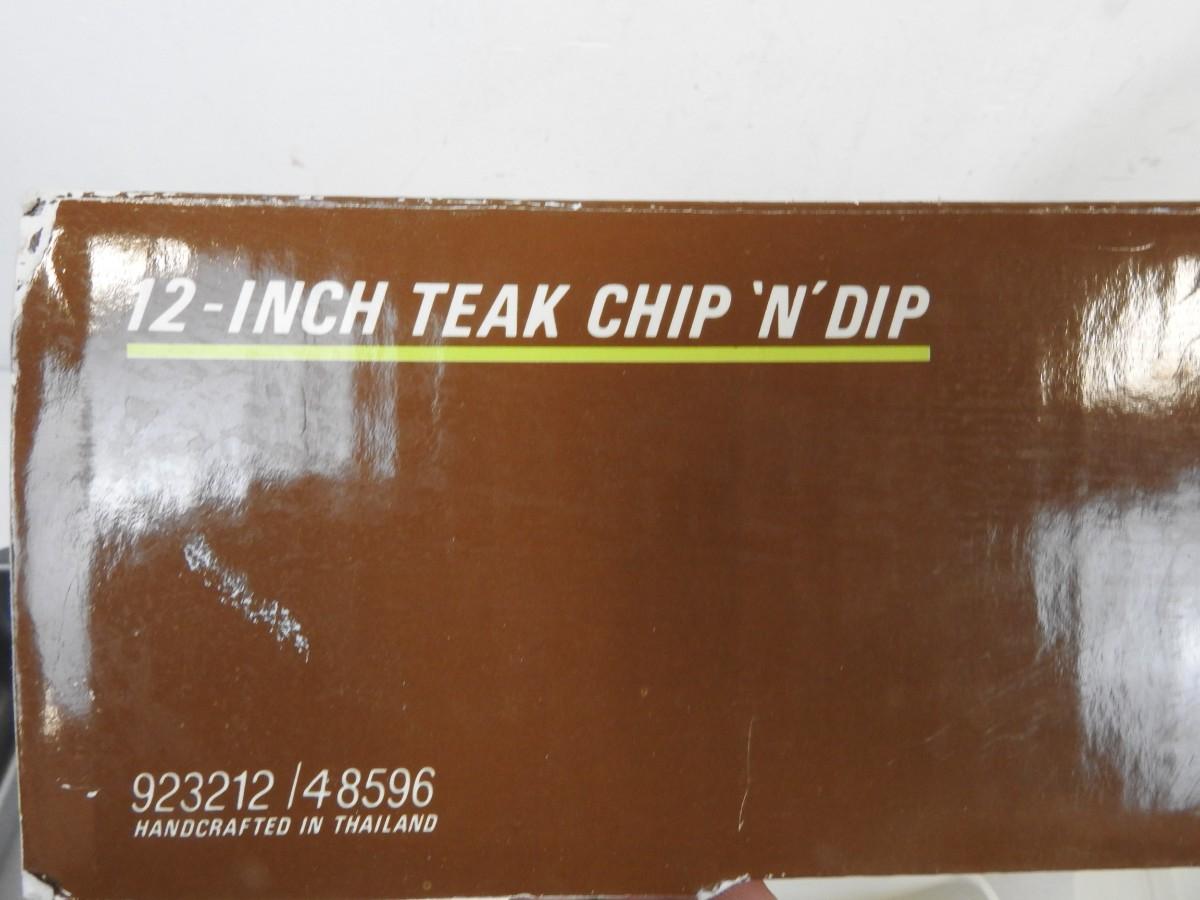 12-INCH TEAK CHIP 'N' DIP
923212/48596
HANDCRAFTED IN THAILAND